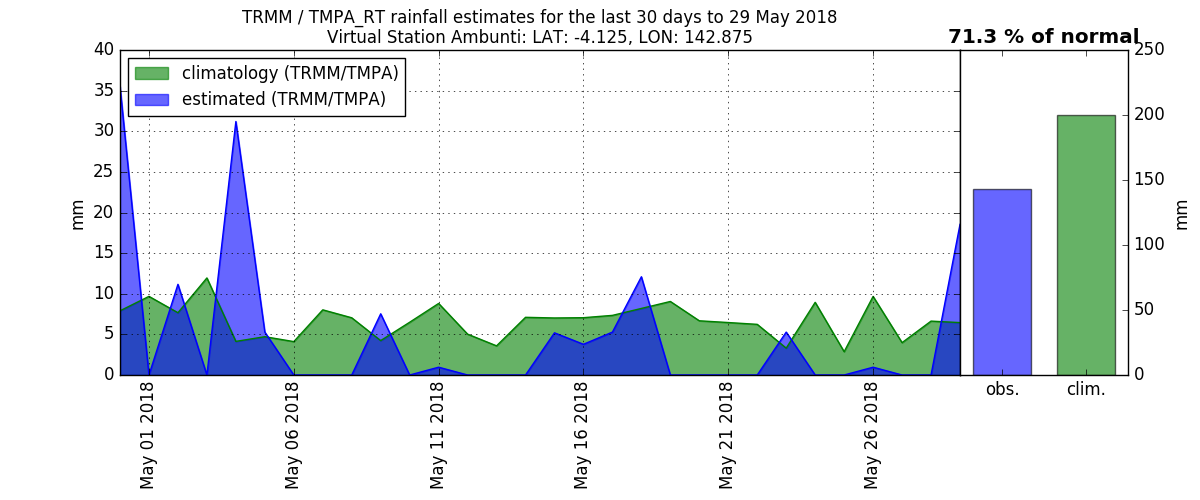 TRMM / TMPA_RT rainfall estimates for the last 30 days to 29 May 2018
Virtual Station Ambunti: LAT: -4.125, LON: 142.875
71.3 % of normal
climatology (TRMM/TMPA)
estimated (TRMM/TMPA)
mm
40
35
30
25
20
15
10
5
0
May 01 2018
May 06 2018
May 11 2018
May 16 2018
May 21 2018
May 26 2018
obs.
clim.
250
200
150
100
50
0
mm